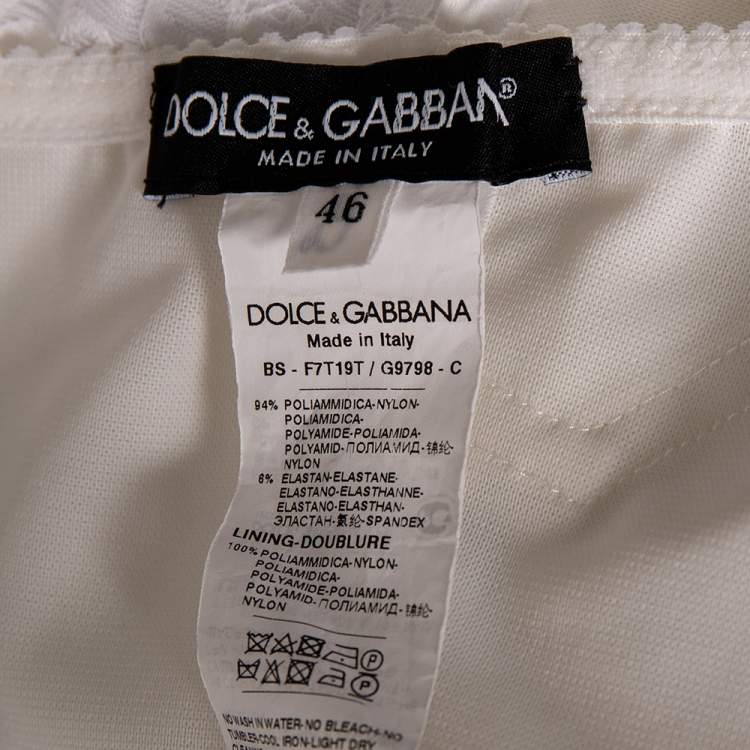 DOLCE & GABBAN®
MADE IN ITALY
46
DOLCE & GABBANA
Made in Italy
BS - F7T19T / G9798 - C
94% POLIAMMIDICA-NYLON-
POLIAMIDICA-
POLYAMIDE-POLIAMIDA-
POLYAMID-ПОЛИАМИД-锦纶-
NYLON
6% ELASTAN-ELASTANE-
ELASTANO-ELASTHANNE-
ELASTANO-ELASTHAN-
ЭЛАСТАН-氨纶-SPANDEX
LINING-DOUBLURE
100% POLIAMMIDICA-NYLON-
POLIAMIDICA-
POLYAMIDE-POLIAMIDA-
POLYAMID-ПОЛИАМИД-锦纶-
NYLON
P
P
NO WASH IN WATER-NO BLEACH-NO
TUMBLE-COOL IRON-LIGHT DRY